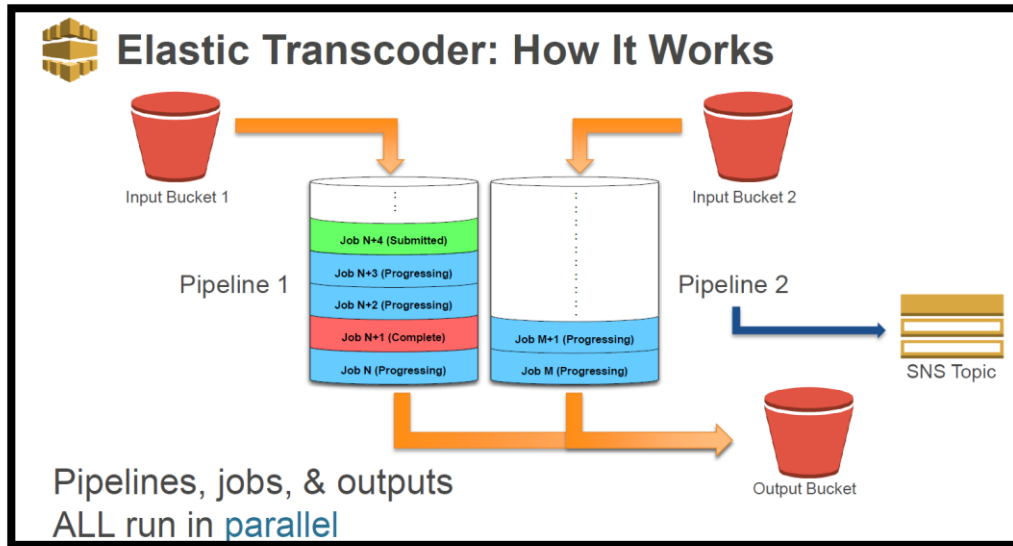 Elastic Transcoder: How It Works
Input Bucket 1
Input Bucket 2
Job N+4 (Submitted)
Job N+3 (Progressing)
Job N+2 (Progressing)
Job N+1 (Complete)
Job N (Progressing)
Pipeline 1
Job M+1 (Progressing)
Job M (Progressing)
Pipeline 2
SNS Topic
Output Bucket
Pipelines, jobs, & outputs
ALL run in parallel